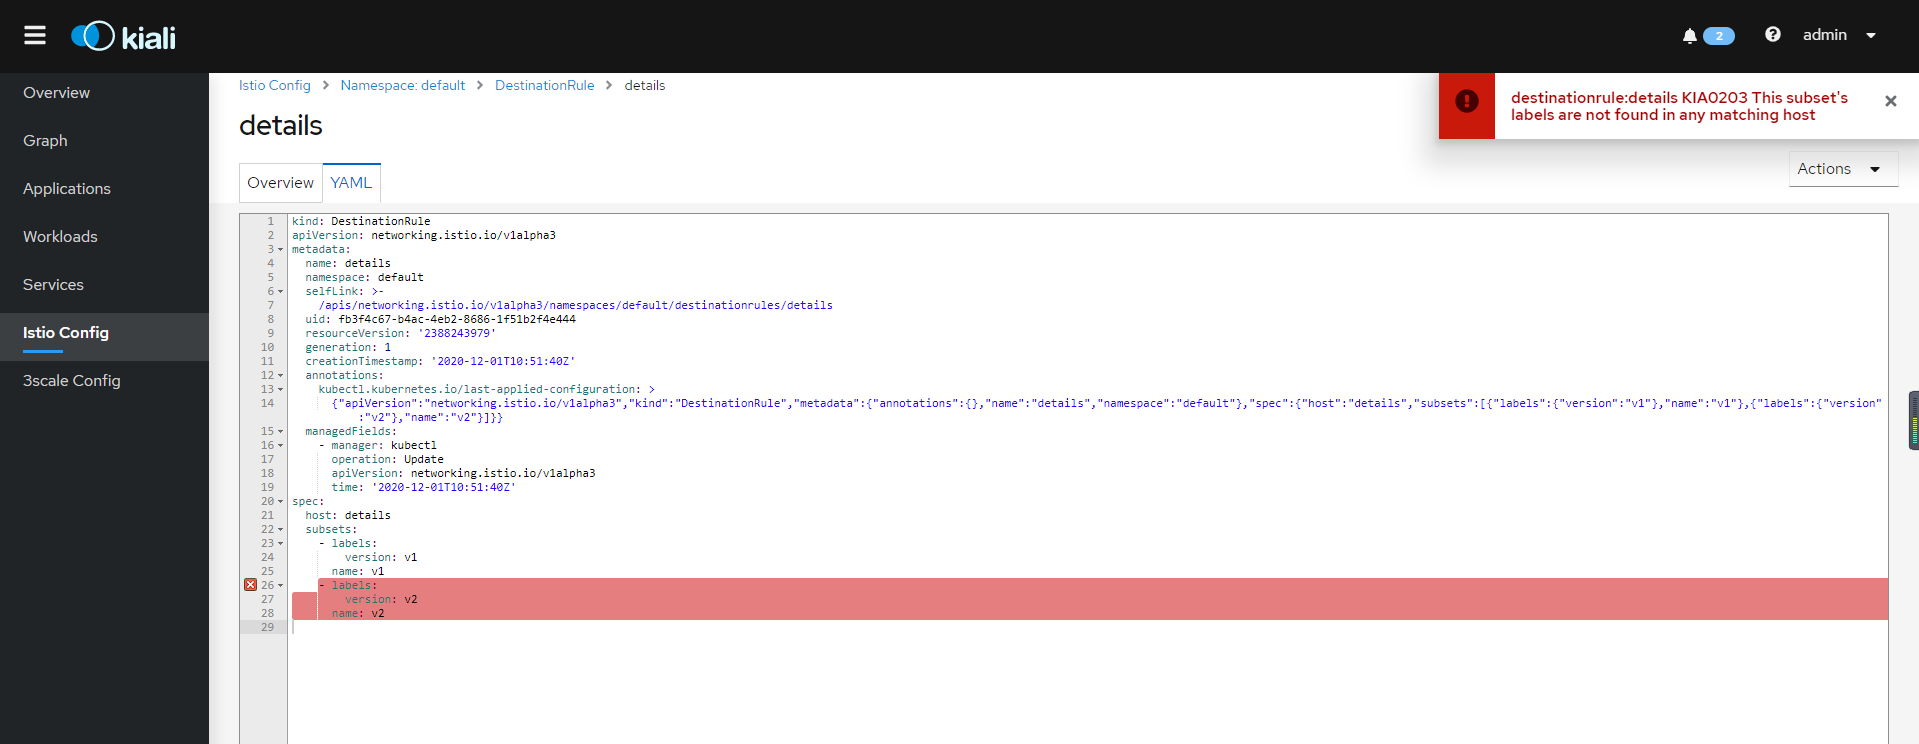 kiali
2
admin
Overview
Graph
Applications
Workloads
Services
Istio Config
3scale Config
Istio Config > Namespace: default > DestinationRule > details
details
destinationrule:details KIA0203 This subset's
labels are not found in any matching host
Actions
Overview YAML
1 kind: DestinationRule
2 apiVersion: networking.istio.io/v1alpha3
3 metadata:
4 name: details
5 namespace: default
6 selfLink: >-
7 /apis/networking.istio.io/v1alpha3/namespaces/default/destinationrules/details
8 uid: fb3f4c67-b4ac-4eb2-8686-1f51b2f4e444
9 resourceVersion: '2388243979'
10 generation: 1
11 creationTimestamp: '2020-12-01T10:51:40Z'
12 annotations:
13 kubectl.kubernetes.io/last-applied-configuration: >
14 {"apiVersion":"networking.istio.io/v1alpha3","kind":"DestinationRule","metadata":{"annotations":{},"name":"details","namespace":"default"},"spec":{"host":"details","subsets":[{"labels":{"version":"v1"},"name":"v1"},{"labels":{"version"
:"v2"},"name":"v2"}]}}
15 managedFields:
16 - manager: kubectl
17 operation: Update
18 apiVersion: networking.istio.io/v1alpha3
19 time: '2020-12-01T10:51:40Z'
20 spec:
21 host: details
22 subsets:
23 - labels:
24 version: v1
25 name: v1
26 - labels:
27 version: v2
28 name: v2
29